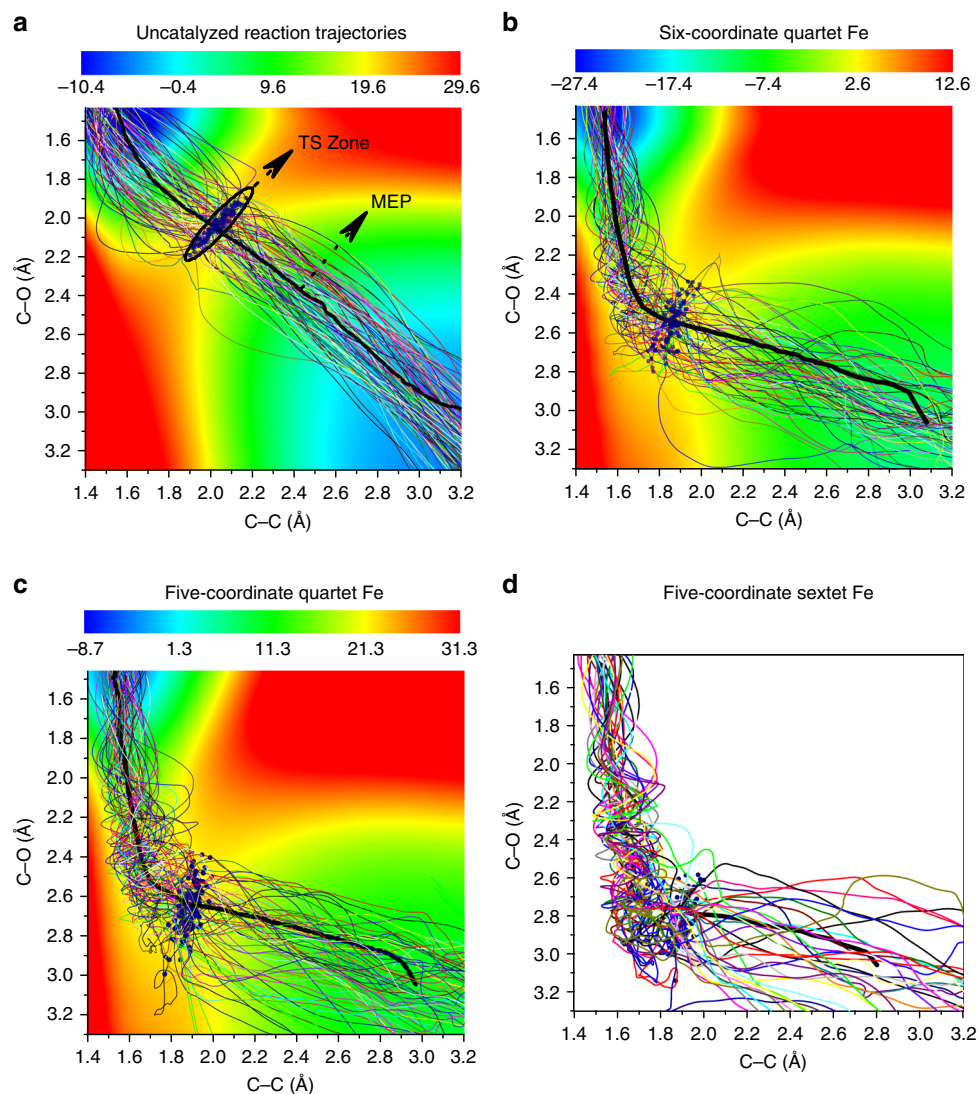 a
Uncatalyzed reaction trajectories
−10.4 −0.4 9.6 19.6 29.6
TS Zone
MEP
1.6
1.8
2.0
2.2
2.4
2.6
2.8
3.0
3.2
C–O (Å)
1.4 1.6 1.8 2.0 2.2 2.4 2.6 2.8 3.0 3.2
C–C (Å)
b
Six-coordinate quartet Fe
−27.4 −17.4 −7.4 2.6 12.6
1.6
1.8
2.0
2.2
2.4
2.6
2.8
3.0
3.2
C–O (Å)
1.4 1.6 1.8 2.0 2.2 2.4 2.6 2.8 3.0 3.2
C–C (Å)
c
Five-coordinate quartet Fe
−8.7 1.3 11.3 21.3 31.3
1.6
1.8
2.0
2.2
2.4
2.6
2.8
3.0
3.2
C–O (Å)
1.4 1.6 1.8 2.0 2.2 2.4 2.6 2.8 3.0 3.2
C–C (Å)
d
Five-coordinate sextet Fe
1.6
1.8
2.0
2.2
2.4
2.6
2.8
3.0
3.2
C–O (Å)
1.4 1.6 1.8 2.0 2.2 2.4 2.6 2.8 3.0 3.2
C–C (Å)